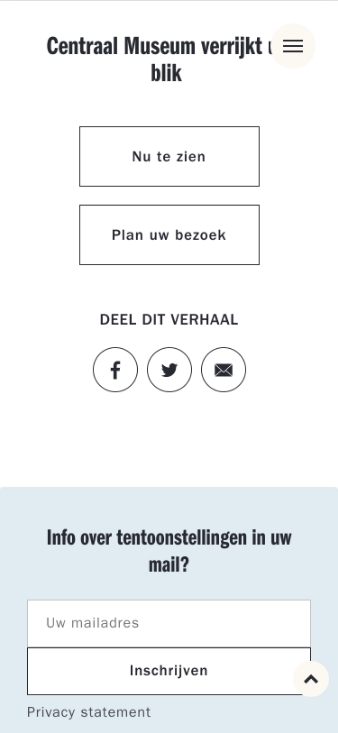 Centraal Museum verrijkt
blik
Nu te zien
Plan uw bezoek
DEEL DIT VERHAAL
Info over tentoonstellingen in uw
mail?
Uw mailadres
Inschrijven
Privacy statement